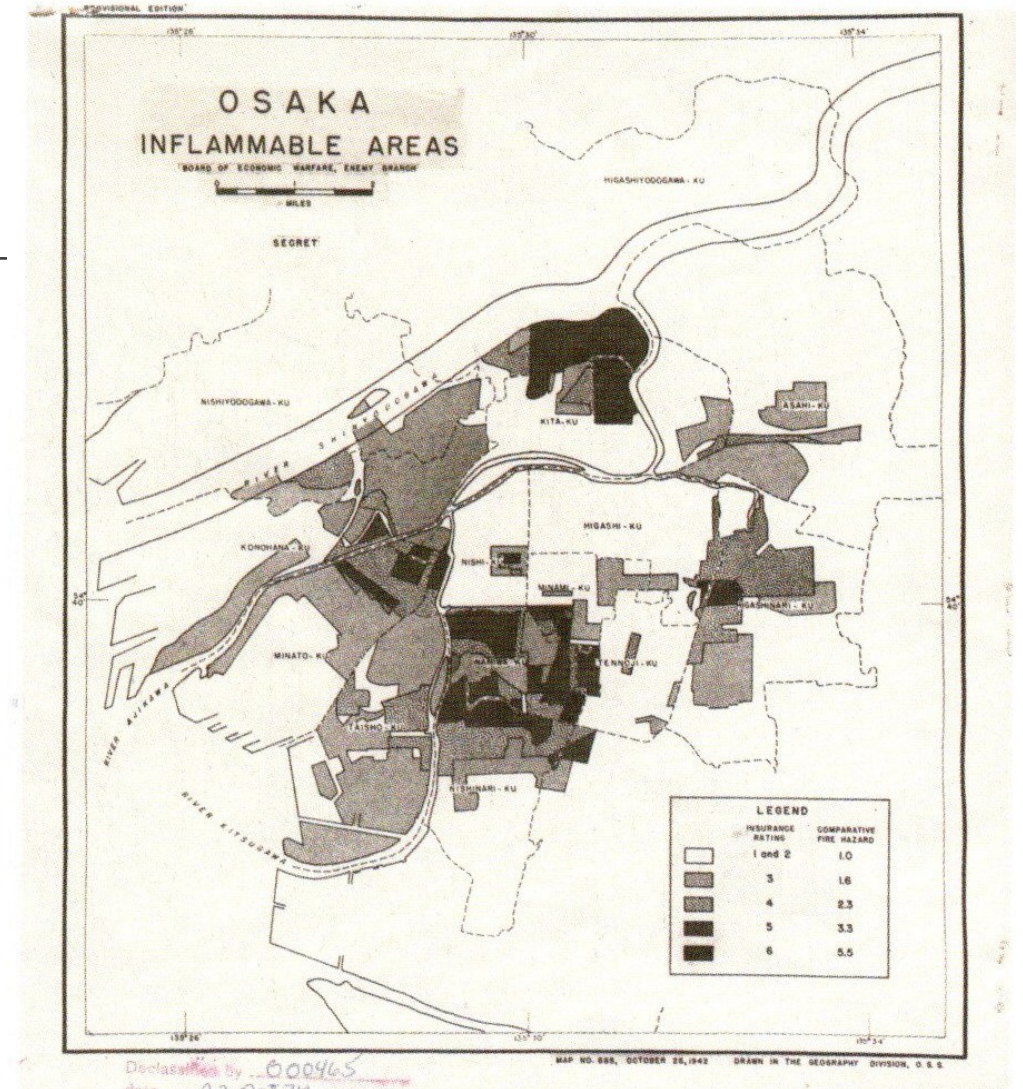 PROVISIONAL EDITION
135° 26'
135° 30'
135° 34'
OSAKA
INFLAMMABLE AREAS
BOARD OF ECONOMIC WARFARE, ENEMY BRANCH
MILES
SECRET
HIGASHIYODOGAWA - KU
NISHIYODOGAWA - KU
RIVER SHINYODOGAWA
KITA - KU
ASAHI - KU
KONOHANA - KU
HIGASHI - KU
NISHI -
MINAMI - KU
34° 40'
34° 40'
HIGASHINARI - KU
MINATO - KU
NANIWA - KU
TENNOJI - KU
RIVER AJIKAWA
TAISHO - KU
NISHINARI - KU
RIVER KITSUGAWA
LEGEND
INSURANCE RATING COMPARATIVE FIRE HAZARD
1 and 2 1.0
3 1.6
4 2.3
5 3.3
6 5.5
135° 26'
MAP NO. 665, OCTOBER 26, 1942 DRAWN IN THE GEOGRAPHY DIVISION, O. S. S.
Declassified By 000465